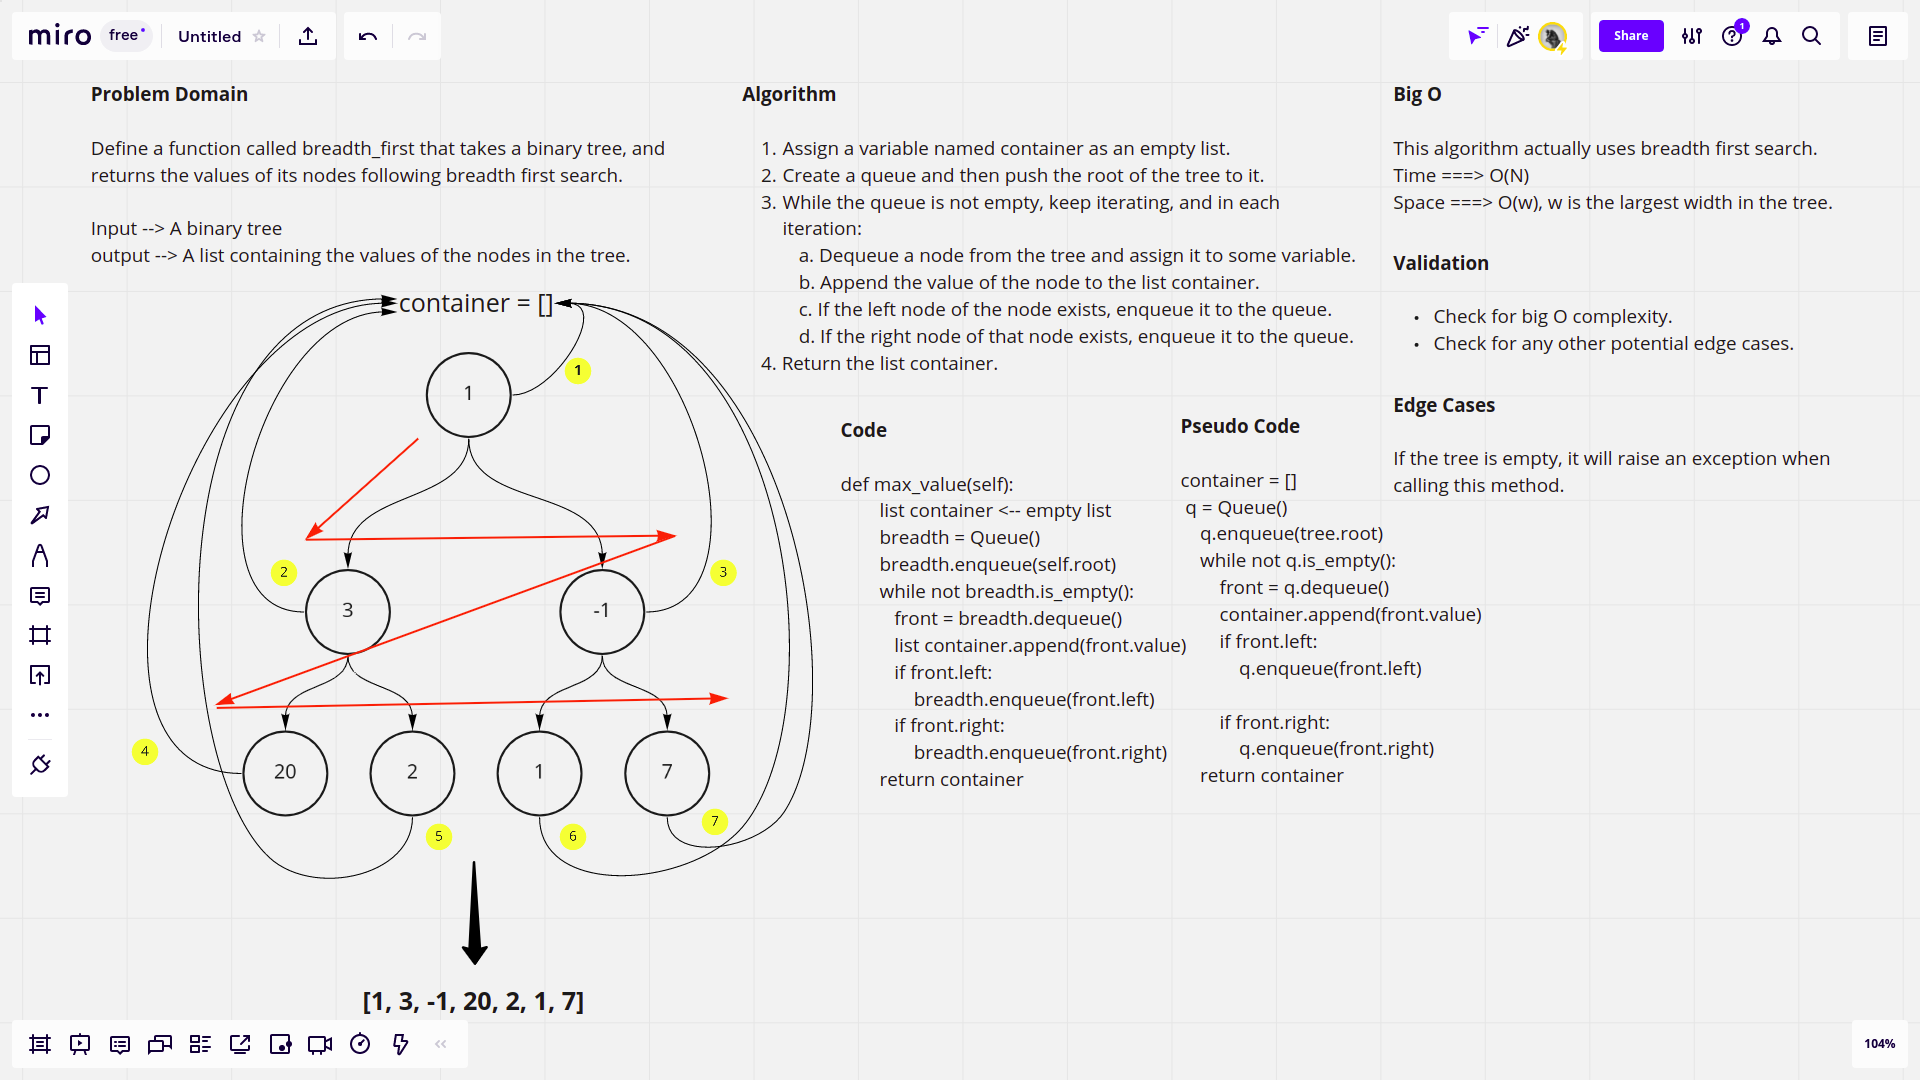 miro free Untitled
Share 1
Problem Domain
Define a function called breadth_first that takes a binary tree, and
returns the values of its nodes following breadth first search.
Input --> A binary tree
output --> A list containing the values of the nodes in the tree.
container = []
1
1
2
3
3
-1
4
20
2
1
7
5
6
7
[1, 3, -1, 20, 2, 1, 7]
Algorithm
1. Assign a variable named container as an empty list.
2. Create a queue and then push the root of the tree to it.
3. While the queue is not empty, keep iterating, and in each
iteration:
a. Dequeue a node from the tree and assign it to some variable.
b. Append the value of the node to the list container.
c. If the left node of the node exists, enqueue it to the queue.
d. If the right node of that node exists, enqueue it to the queue.
4. Return the list container.
Code
def max_value(self):
list container <-- empty list
breadth = Queue()
breadth.enqueue(self.root)
while not breadth.is_empty():
front = breadth.dequeue()
list container.append(front.value)
if front.left:
breadth.enqueue(front.left)
if front.right:
breadth.enqueue(front.right)
return container
Pseudo Code
container = []
q = Queue()
q.enqueue(tree.root)
while not q.is_empty():
front = q.dequeue()
container.append(front.value)
if front.left:
q.enqueue(front.left)
if front.right:
q.enqueue(front.right)
return container
Big O
This algorithm actually uses breadth first search.
Time ===> O(N)
Space ===> O(w), w is the largest width in the tree.
Validation
• Check for big O complexity.
• Check for any other potential edge cases.
Edge Cases
If the tree is empty, it will raise an exception when
calling this method.
104%